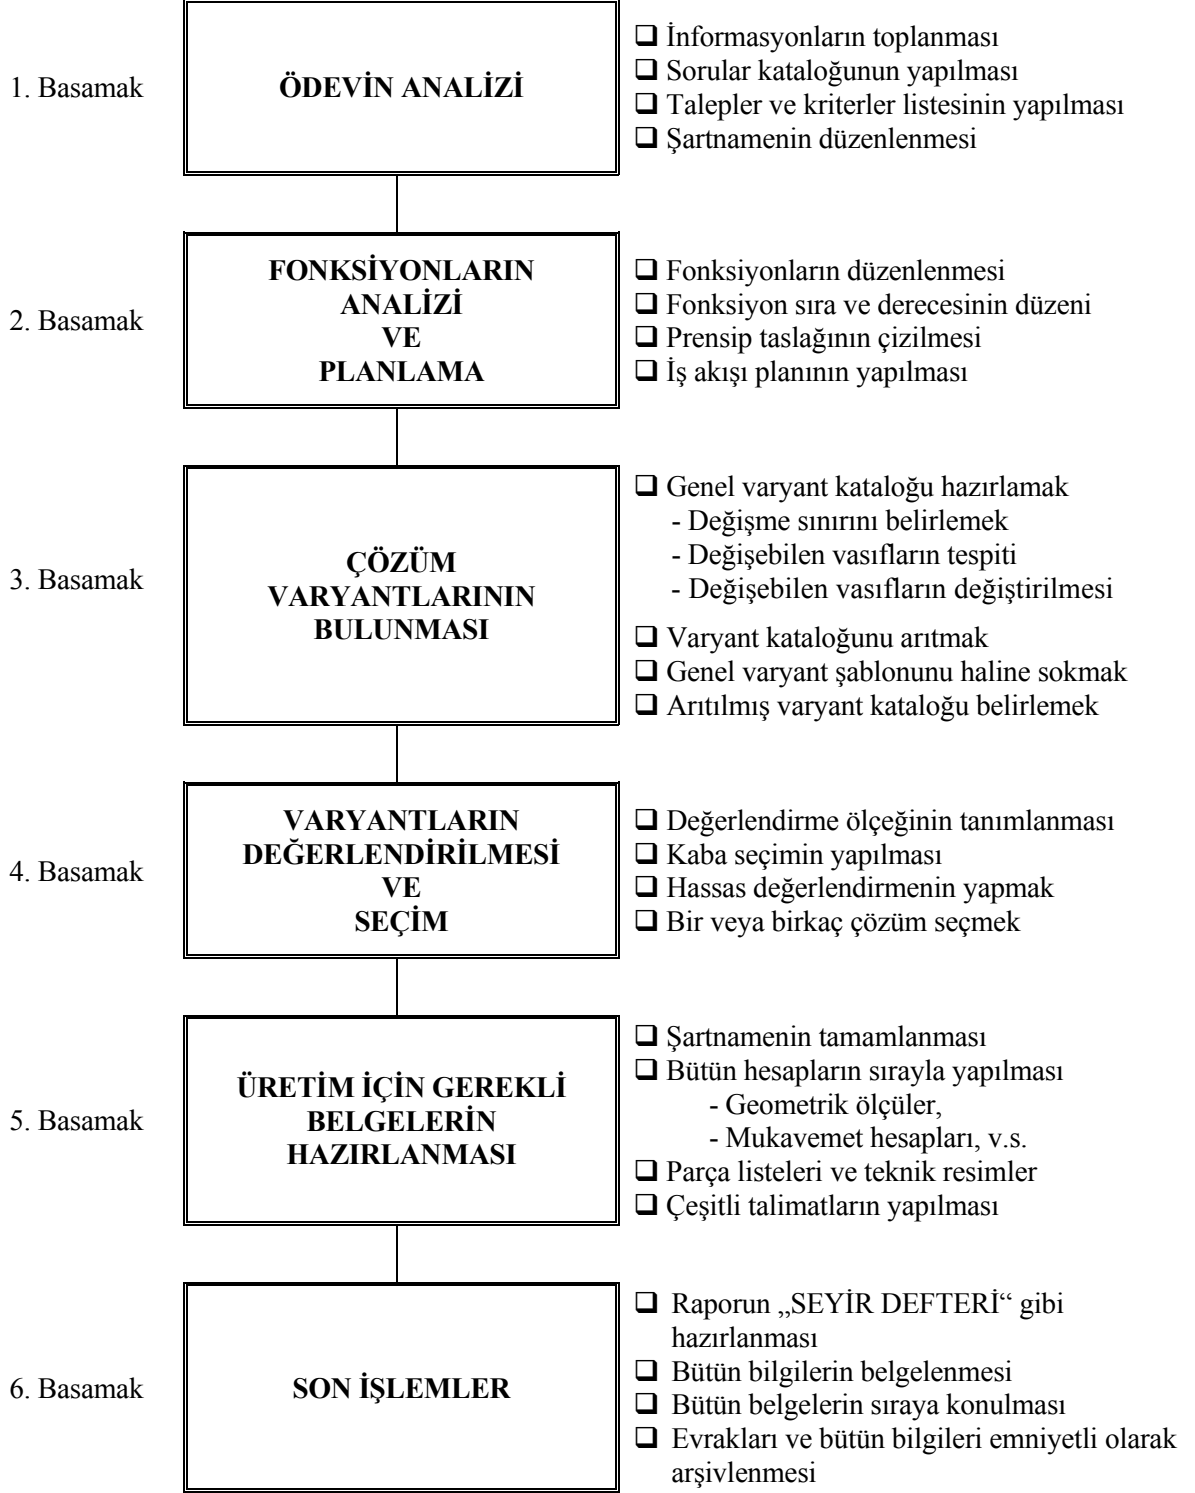 1. Basamak
ÖDEVİN ANALİZİ
❑ İnformasyonların toplanması
❑ Sorular kataloğunun yapılması
❑ Talepler ve kriterler listesinin yapılması
❑ Şartnamenin düzenlenmesi
2. Basamak
FONKSİYONLARIN
ANALİZİ
VE
PLANLAMA
❑ Fonksiyonların düzenlenmesi
❑ Fonksiyon sıra ve derecesinin düzeni
❑ Prensip taslağının çizilmesi
❑ İş akışı planının yapılması
3. Basamak
ÇÖZÜM
VARYANTLARININ
BULUNMASI
❑ Genel varyant kataloğu hazırlamak
- Değişme sınırını belirlemek
- Değişebilen vasıfların tespiti
- Değişebilen vasıfların değiştirilmesi
❑ Varyant kataloğunu arıtmak
❑ Genel varyant şablonunu haline sokmak
❑ Arıtılmış varyant kataloğu belirlemek
4. Basamak
VARYANTLARIN
DEĞERLENDİRİLMESİ
VE
SEÇİM
❑ Değerlendirme ölçeğinin tanımlanması
❑ Kaba seçimin yapılması
❑ Hassas değerlendirmenin yapmak
❑ Bir veya birkaç çözüm seçmek
5. Basamak
ÜRETİM İÇİN GEREKLİ
BELGELERİN
HAZIRLANMASI
❑ Şartnamenin tamamlanması
❑ Bütün hesapların sırayla yapılması
- Geometrik ölçüler,
- Mukavemet hesapları, v.s.
❑ Parça listeleri ve teknik resimler
❑ Çeşitli talimatların yapılması
6. Basamak
SON İŞLEMLER
❑ Raporun „SEYİR DEFTERİ“ gibi
hazırlanması
❑ Bütün bilgilerin belgelenmesi
❑ Bütün belgelerin sıraya konulması
❑ Evrakları ve bütün bilgileri emniyetli olarak
arşivlenmesi